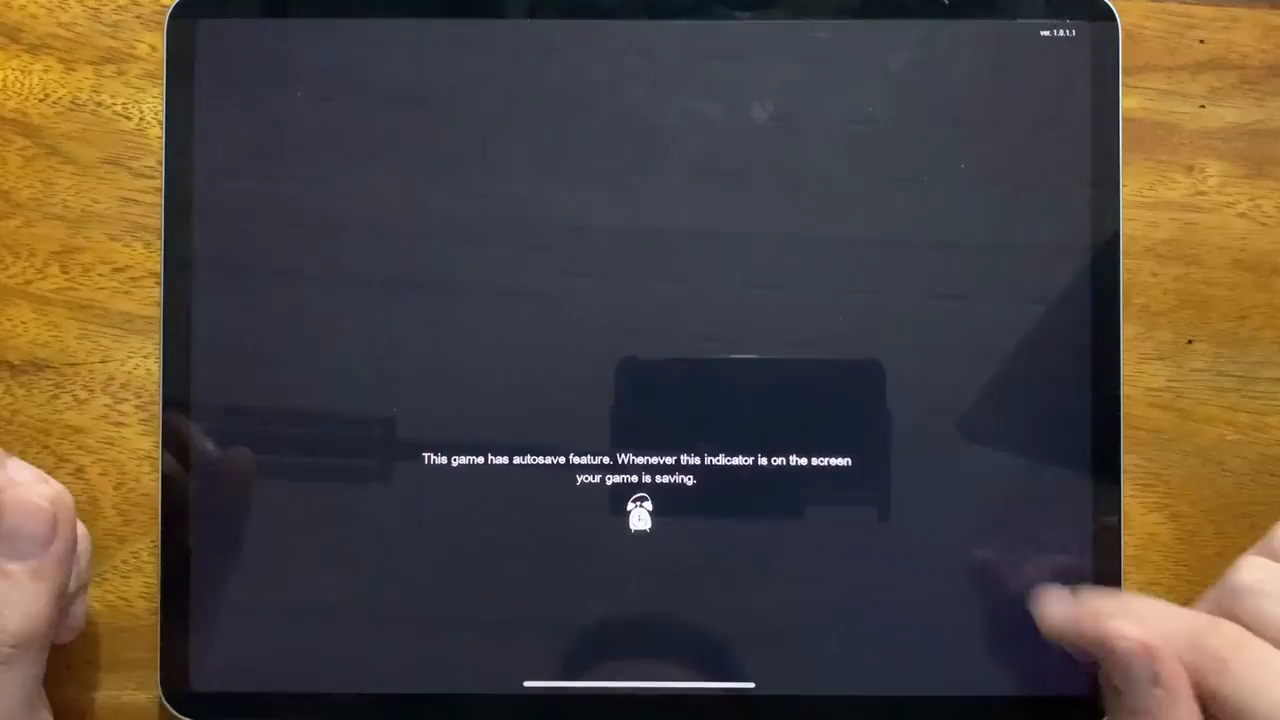 ver. 1.0.1.1
This game has autosave feature. Whenever this indicator is on the screen
your game is saving.